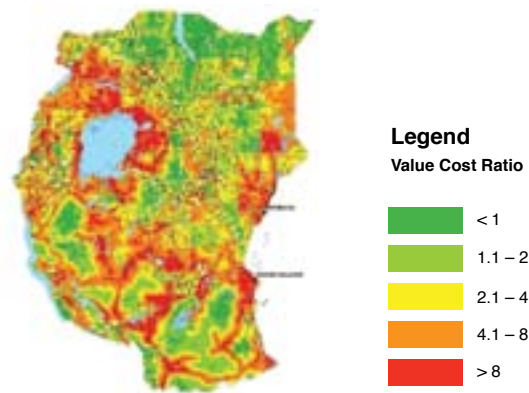 Legend
Value Cost Ratio
< 1
1.1 – 2
2.1 – 4
4.1 – 8
> 8